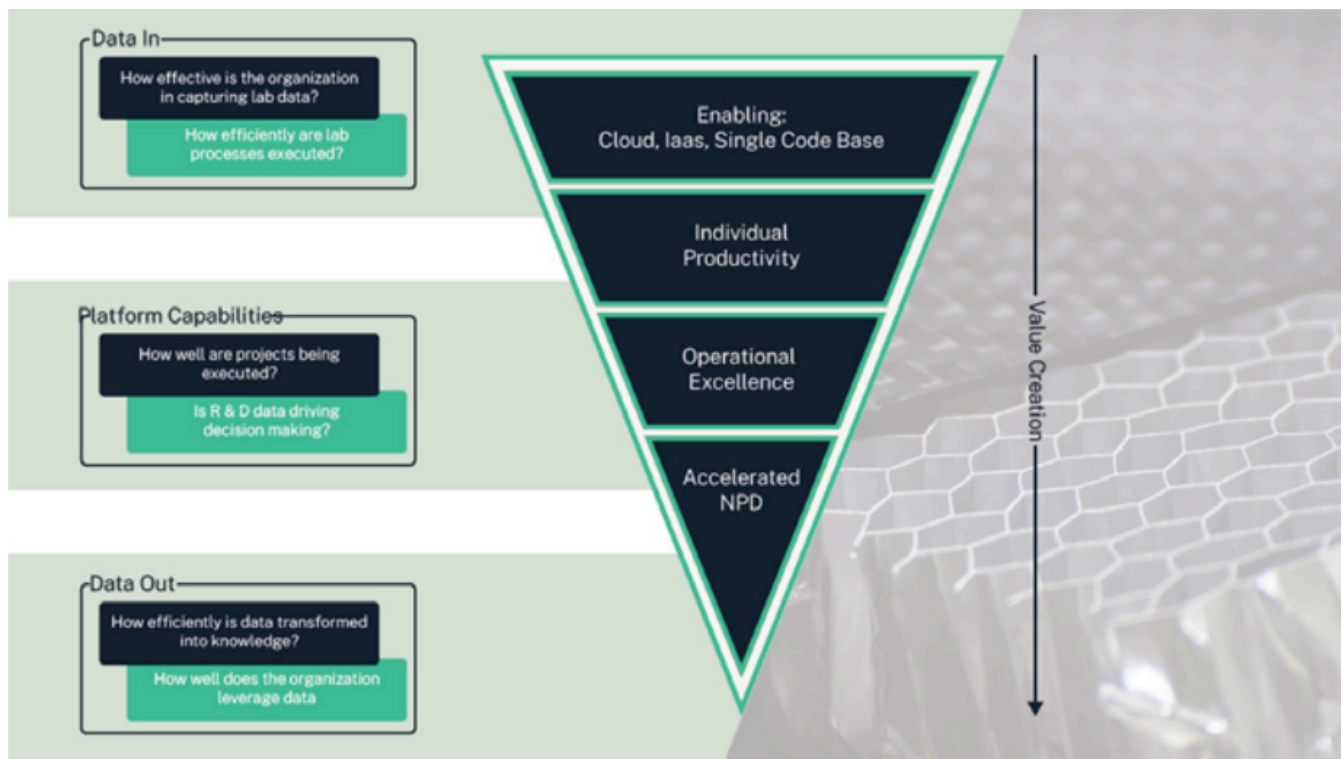 Data In
How effective is the organization
in capturing lab data?
How efficiently are lab
processes executed?
Platform Capabilities
How well are projects being
executed?
Is R & D data driving
decision making?
Data Out
How efficiently is data transformed
into knowledge?
How well does the organization
leverage data
Enabling:
Cloud, Iaas, Single Code Base
Individual
Productivity
Operational
Excellence
Accelerated
NPD
Value Creation